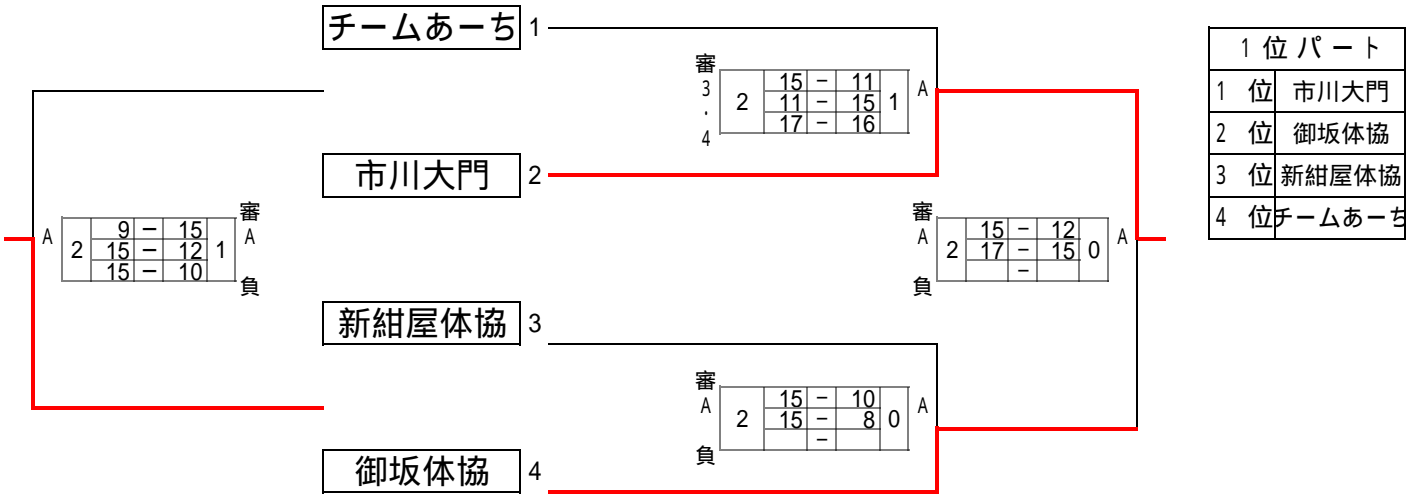 チームあーち 1
審 3 . 4
2 15 - 11 1 A
11 - 15
17 - 16
市川大門 2
A 2 9 - 15 1 審 A 負
15 - 12
15 - 10
審 A 負 2 15 - 12 0 A
17 - 15
-
新紺屋体協 3
審 A 負 2 15 - 10 0 A
15 - 8
-
御坂体協 4
1位パート
1 位 市川大門
2 位 御坂体協
3 位 新紺屋体協
4 位 チームあーち